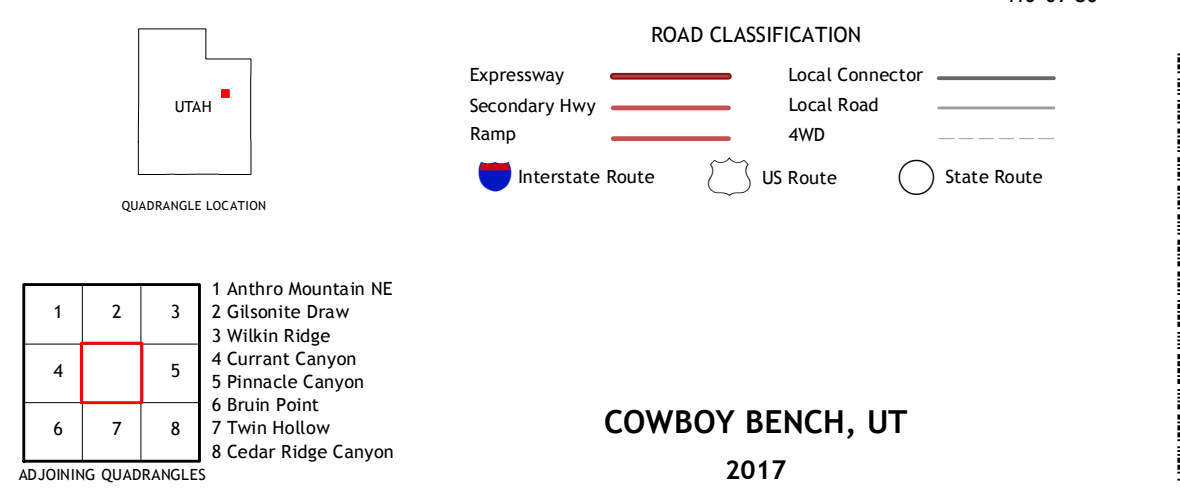 UTAH
QUADRANGLE LOCATION
ROAD CLASSIFICATION
Expressway
Local Connector
Secondary Hwy
Local Road
Ramp
4WD
Interstate Route
US Route
State Route
1 2 3
4 5
6 7 8
ADJOINING QUADRANGLES
1 Anthro Mountain NE
2 Gilsonite Draw
3 Wilkin Ridge
4 Currant Canyon
5 Pinnacle Canyon
6 Bruin Point
7 Twin Hollow
8 Cedar Ridge Canyon
COWBOY BENCH, UT
2017